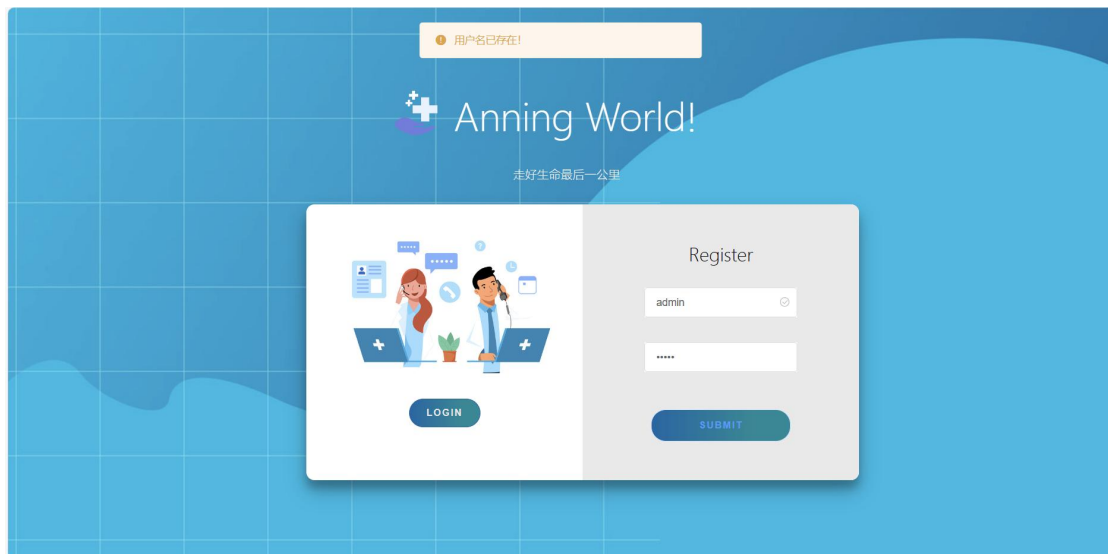 用户名已存在!
Anning World!
走好生命最后一公里
Register
admin
•••••
LOGIN
SUBMIT